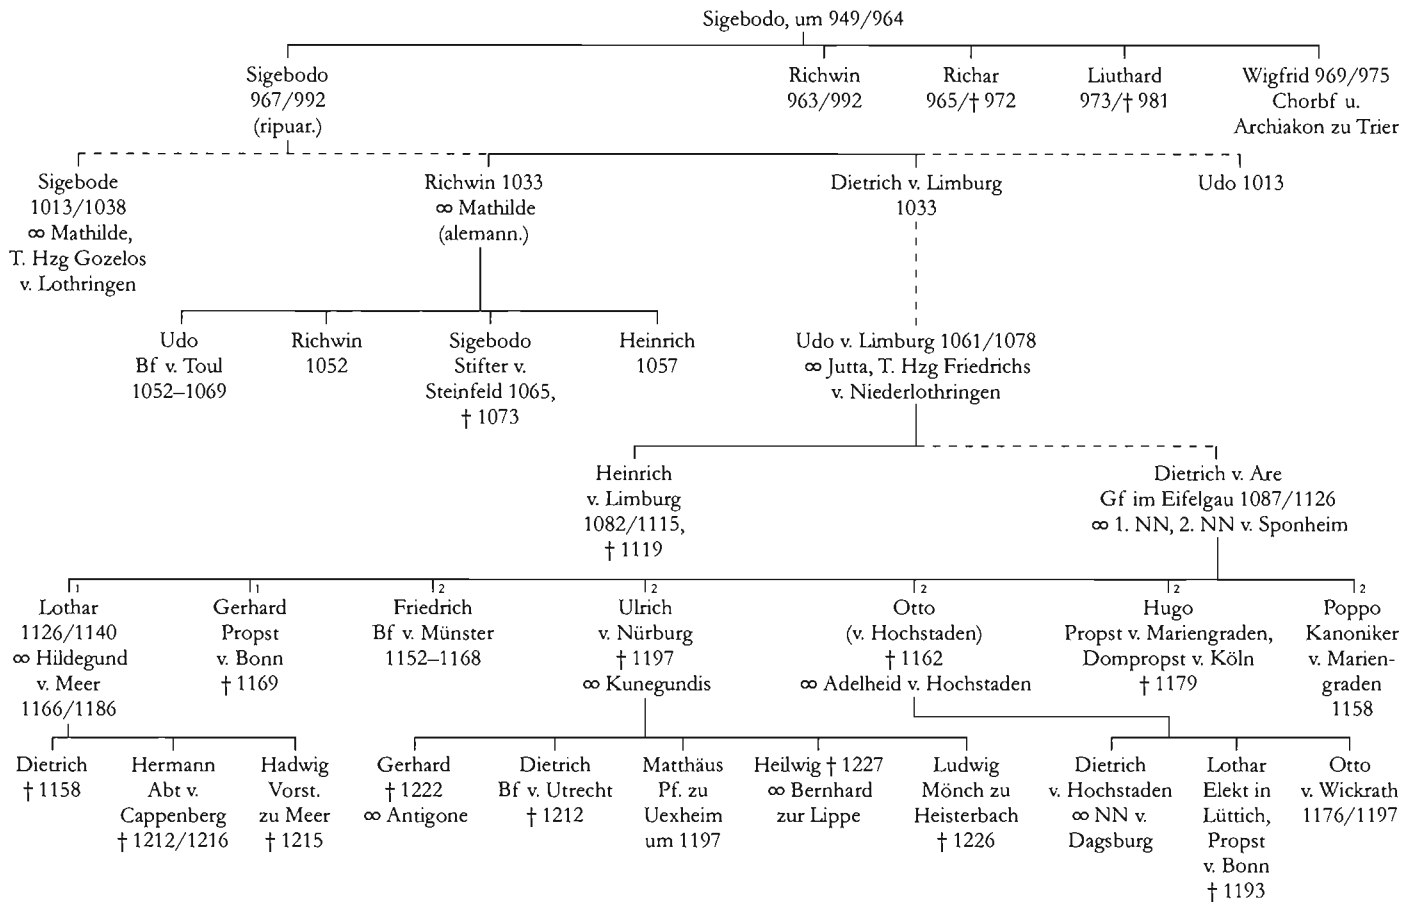 Sigebodo, um 949/964
Sigebodo
967/992
(ripuar.)
Richwin
963/992
Richar
965/† 972
Liuthard
973/† 981
Wigfrid 969/975
Chorbf u.
Archiakon zu Trier
Sigebode
1013/1038
∞ Mathilde,
T. Hzg Gozelos
v. Lothringen
Richwin 1033
∞ Mathilde
(alemann.)
Dietrich v. Limburg
1033
Udo 1013
Udo
Bf v. Toul
1052–1069
Richwin
1052
Sigebodo
Stifter v.
Steinfeld 1065,
† 1073
Heinrich
1057
Udo v. Limburg 1061/1078
∞ Jutta, T. Hzg Friedrichs
v. Niederlothringen
Heinrich
v. Limburg
1082/1115,
† 1119
Dietrich v. Are
Gf im Eifelgau 1087/1126
∞ 1. NN, 2. NN v. Sponheim
1
Lothar
1126/1140
∞ Hildegund
v. Meer
1166/1186
1
Gerhard
Propst
v. Bonn
† 1169
2
Friedrich
Bf v. Münster
1152–1168
2
Ulrich
v. Nürburg
† 1197
∞ Kunegundis
2
Otto
(v. Hochstaden)
† 1162
∞ Adelheid v. Hochstaden
2
Hugo
Propst v. Mariengraden,
Dompropst v. Köln
† 1179
2
Poppo
Kanoniker
v. Marien-
graden
1158
Dietrich
† 1158
Hermann
Abt v.
Cappenberg
† 1212/1216
Hadwig
Vorst.
zu Meer
† 1215
Gerhard
† 1222
∞ Antigone
Dietrich
Bf v. Utrecht
† 1212
Matthäus
Pf. zu
Uexheim
um 1197
Heilwig † 1227
∞ Bernhard
zur Lippe
Ludwig
Mönch zu
Heisterbach
† 1226
Dietrich
v. Hochstaden
∞ NN v.
Dagsburg
Lothar
Elekt in
Lüttich,
Propst
v. Bonn
† 1193
Otto
v. Wickrath
1176/1197